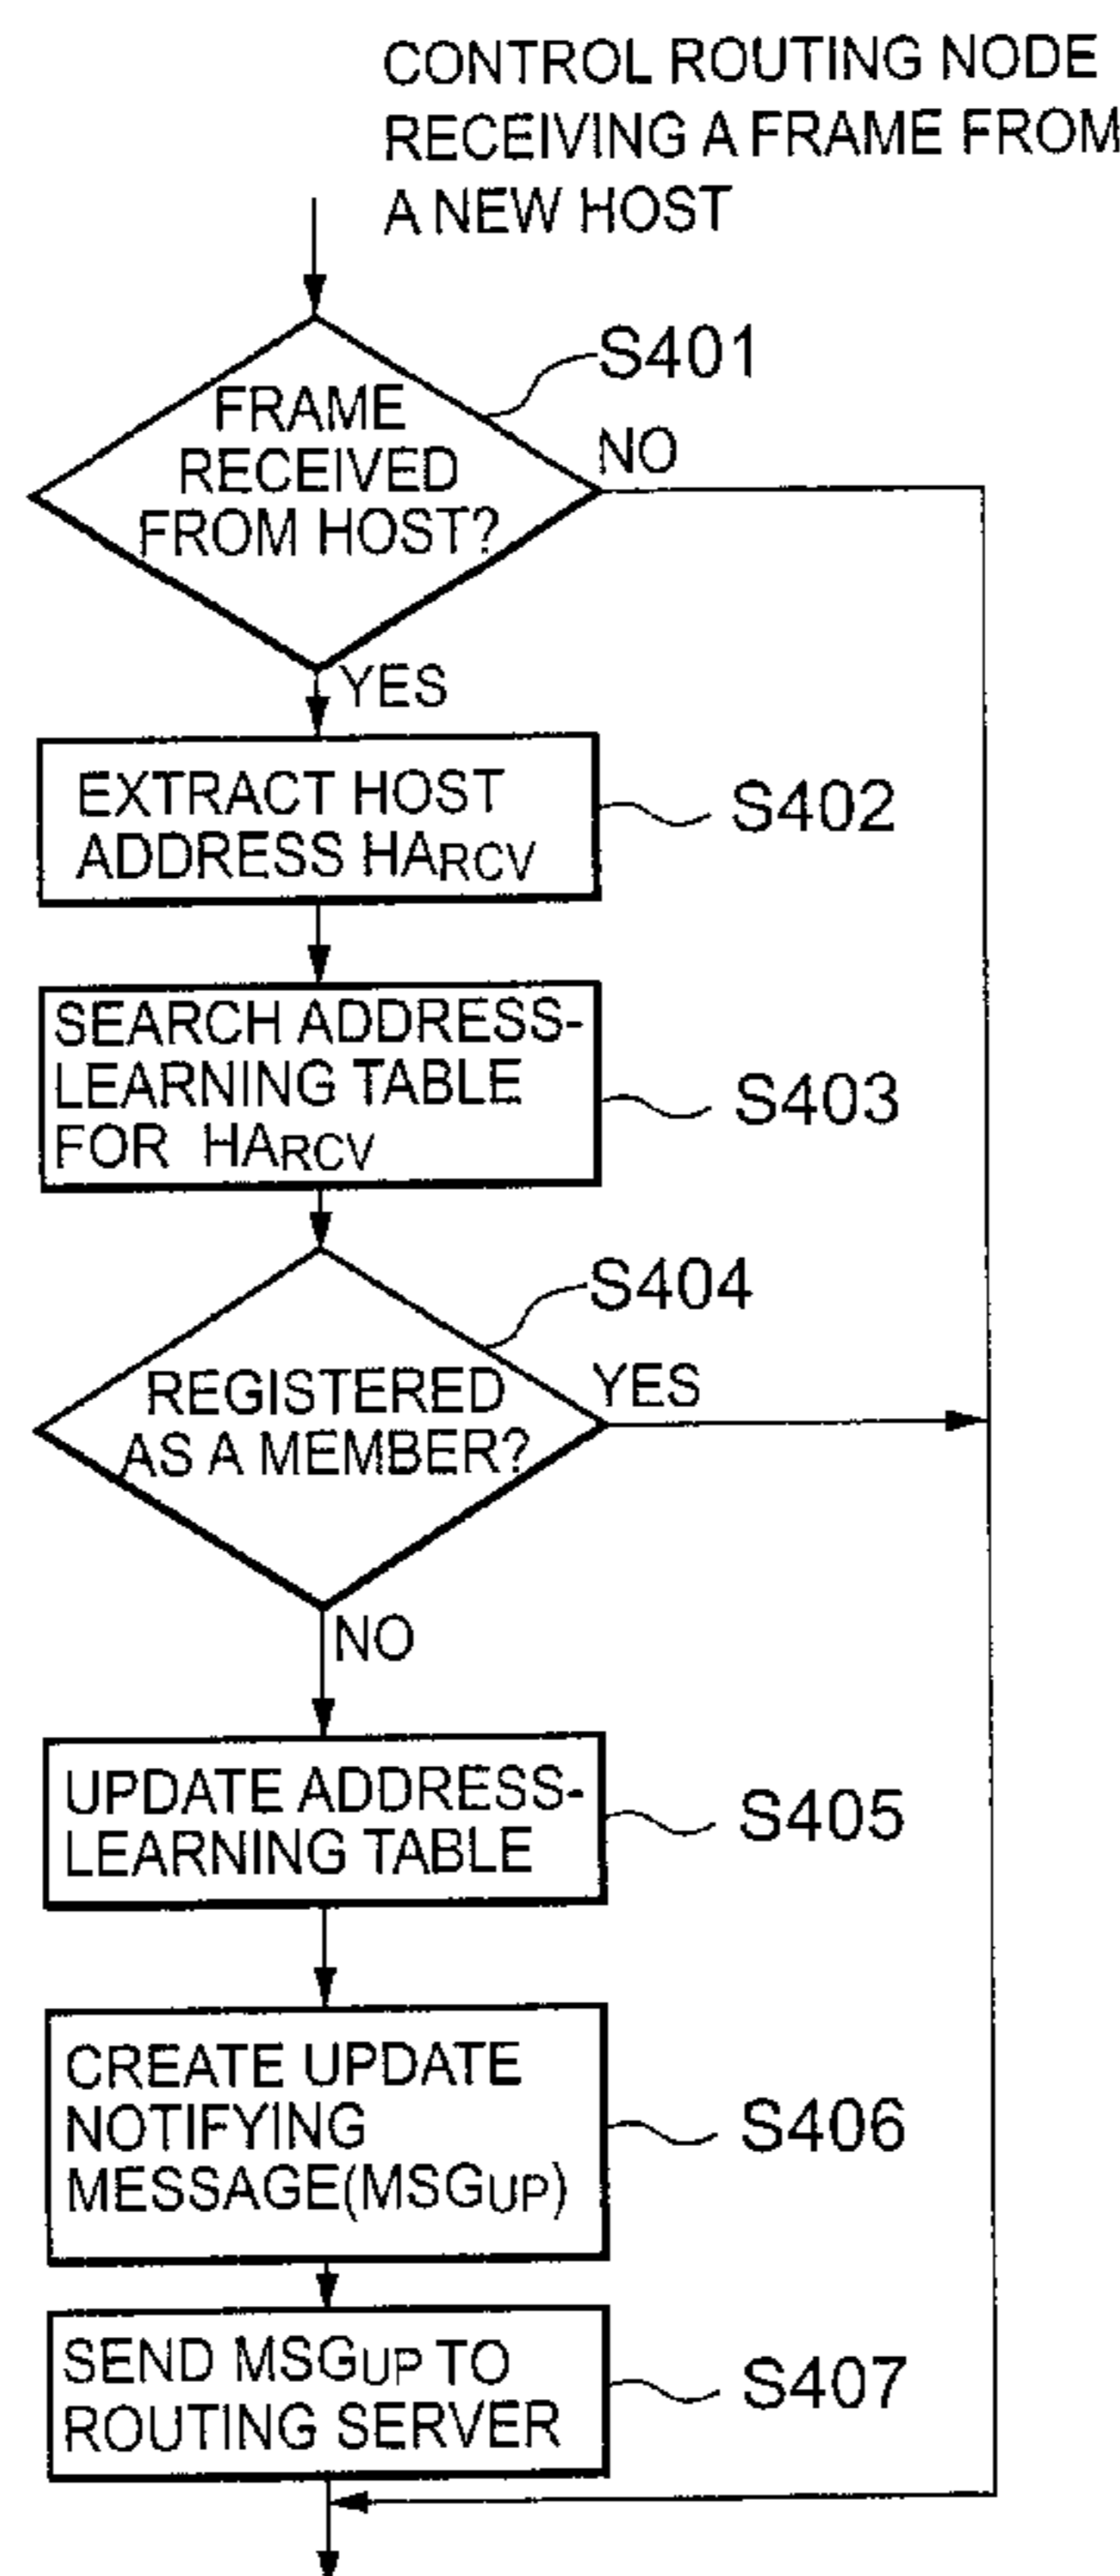 CONTROL ROUTING NODE
RECEIVING A FRAME FROM
A NEW HOST
S401
FRAME
RECEIVED
FROM HOST?
NO
YES
EXTRACT HOST
ADDRESS HARCV
S402
SEARCH ADDRESS-
LEARNING TABLE
FOR HARCV
S403
S404
REGISTERED
AS A MEMBER?
YES
NO
UPDATE ADDRESS-
LEARNING TABLE
S405
CREATE UPDATE
NOTIFYING
MESSAGE(MSGUP)
S406
SEND MSGUP TO
ROUTING SERVER
S407